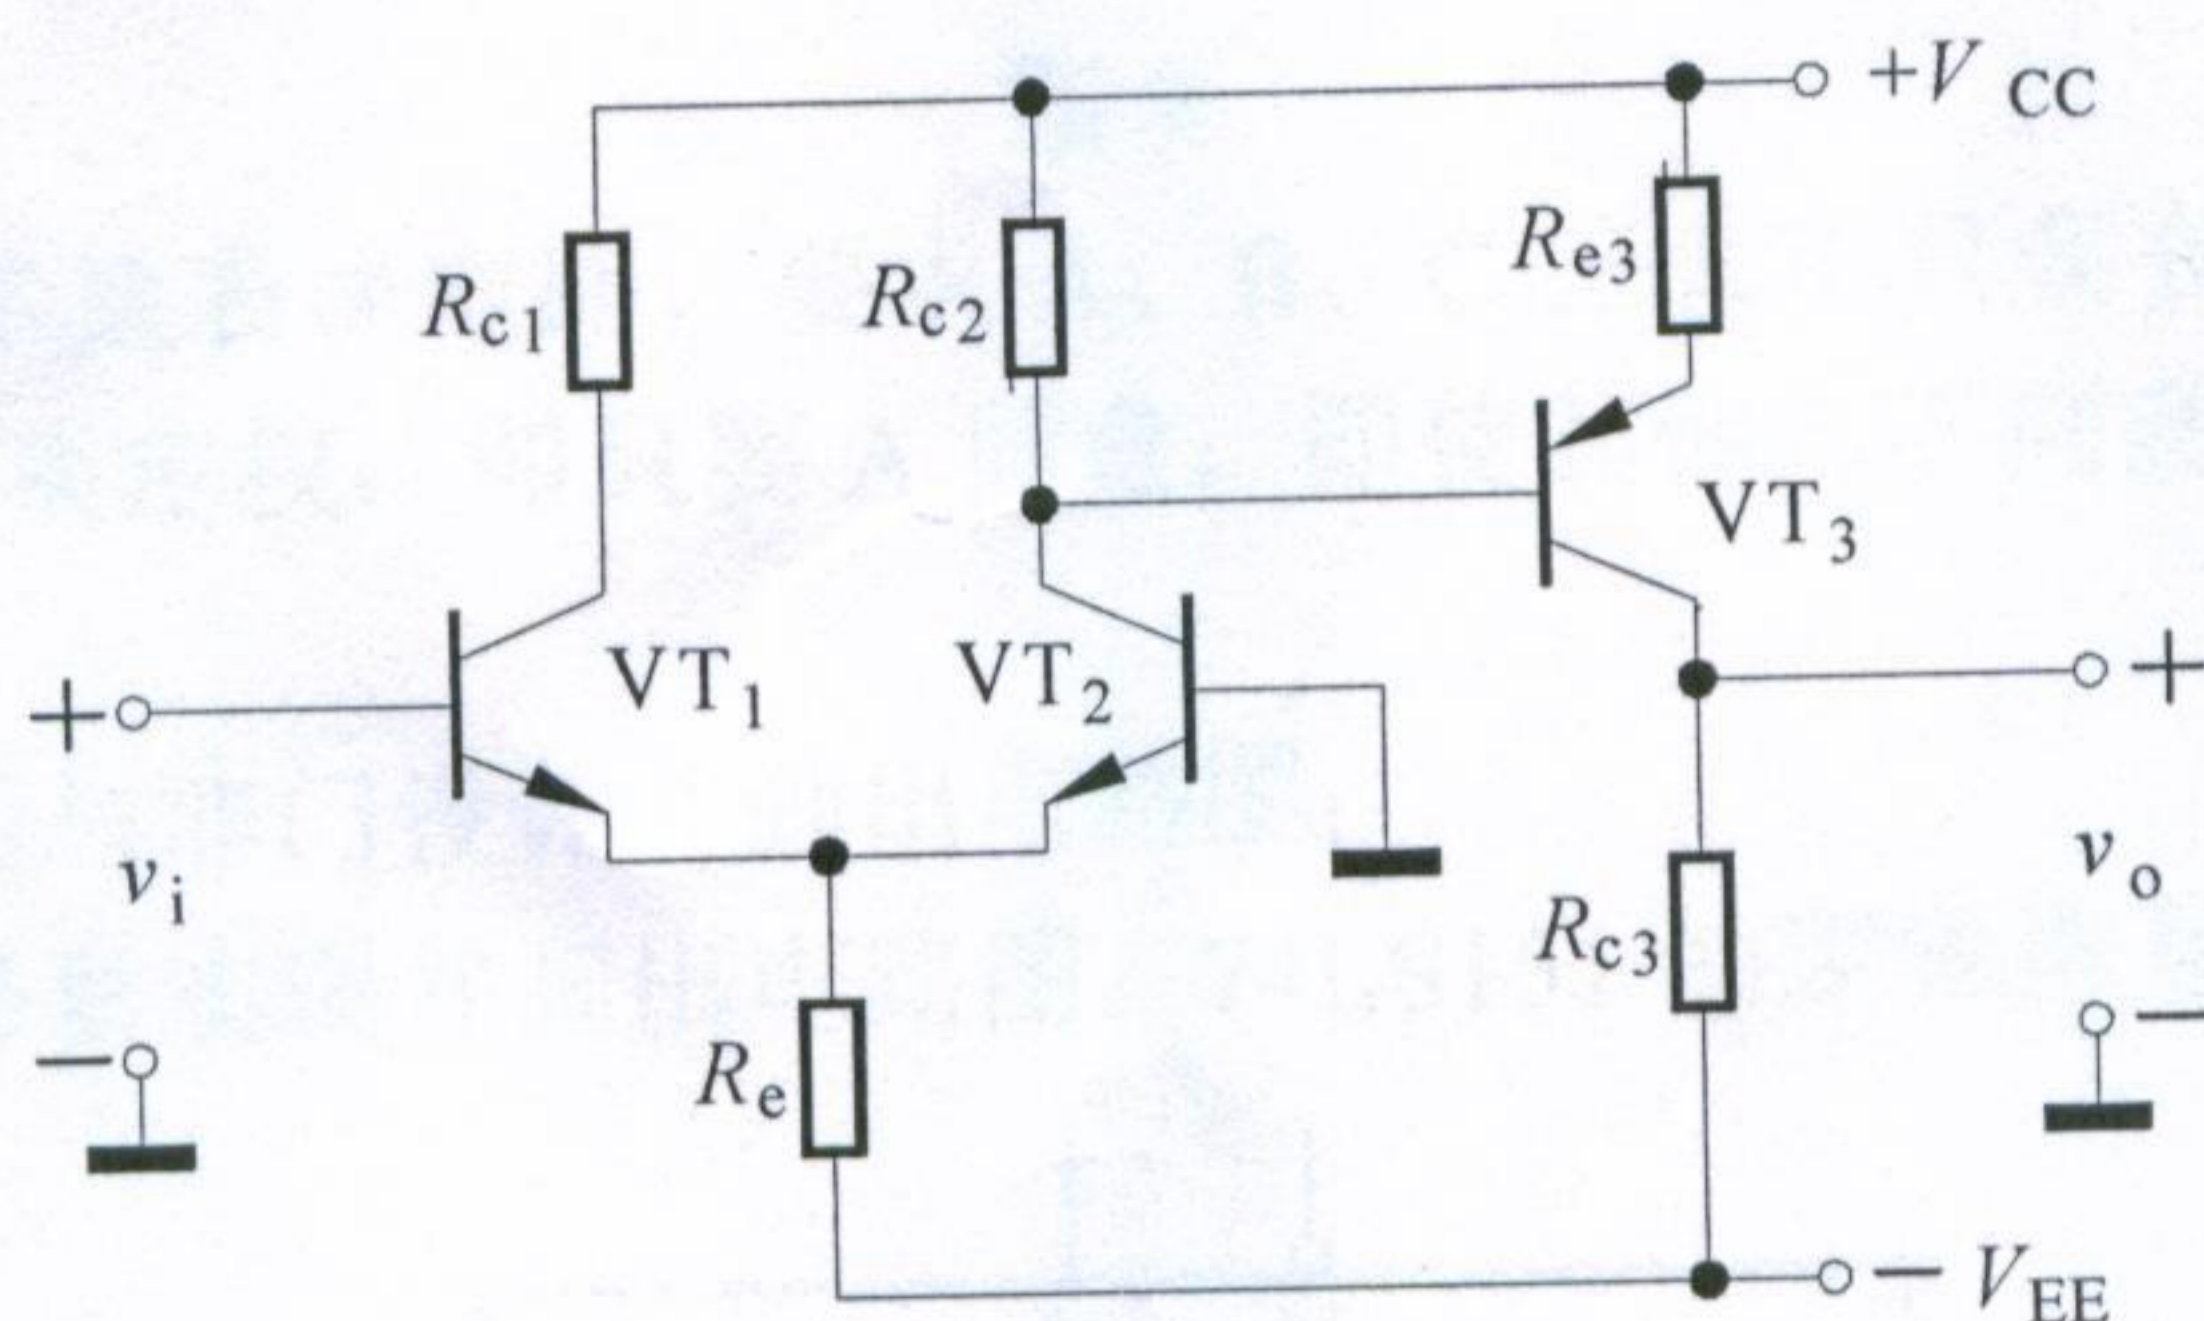 +V CC
Re3
Rc1
Rc2
VT3
VT1
VT2
+
+
vi
vo
Rc3
Re
−
−
− VEE